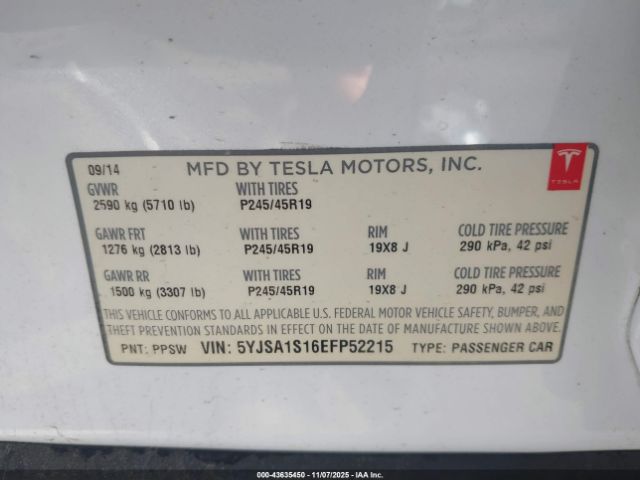 09/14 MFD BY TESLA MOTORS, INC.
TESLA
GVWR WITH TIRES
2590 kg (5710 lb) P245/45R19
GAWR FRT WITH TIRES RIM COLD TIRE PRESSURE
1276 kg (2813 lb) P245/45R19 19X8 J 290 kPa, 42 psi
GAWR RR WITH TIRES RIM COLD TIRE PRESSURE
1500 kg (3307 lb) P245/45R19 19X8 J 290 kPa, 42 psi
THIS VEHICLE CONFORMS TO ALL APPLICABLE U.S. FEDERAL MOTOR VEHICLE SAFETY, BUMPER, AND
THEFT PREVENTION STANDARDS IN EFFECT ON THE DATE OF MANUFACTURE SHOWN ABOVE.
PNT: PPSW VIN: 5YJSA1S16EFP52215 TYPE: PASSENGER CAR
000-43635450 - 11/07/2025 - IAAI.COM